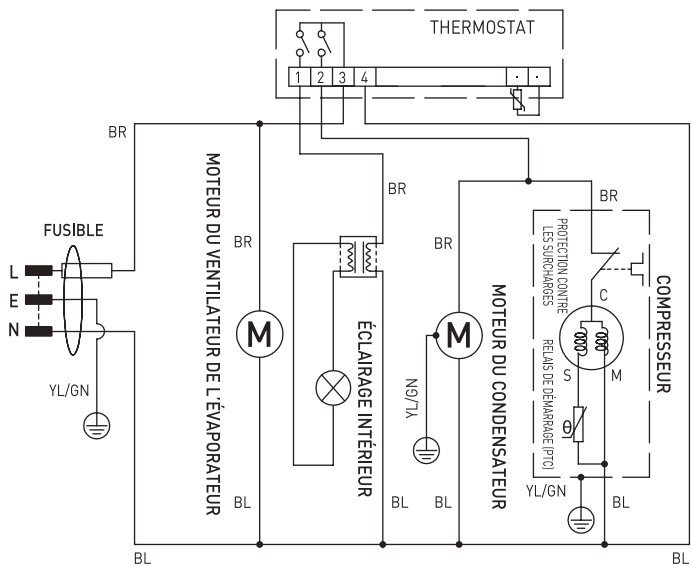 THERMOSTAT
1 2 3 4
BR
BR
BR
BR
BR
FUSIBLE
L
E
N
YL/GN
MOTEUR DU VENTILATEUR DE L'ÉVAPORATEUR
M
ÉCLAIRAGE INTÉRIEUR
M
YL/GN
MOTEUR DU CONDENSATEUR
PROTECTION CONTRE
LES SURCHARGES
C
S
M
θ
RELAIS DE DÉMARRAGE (PTC)
COMPRESSEUR
YL/GN
BL
BL
BL
BL
BL
BL